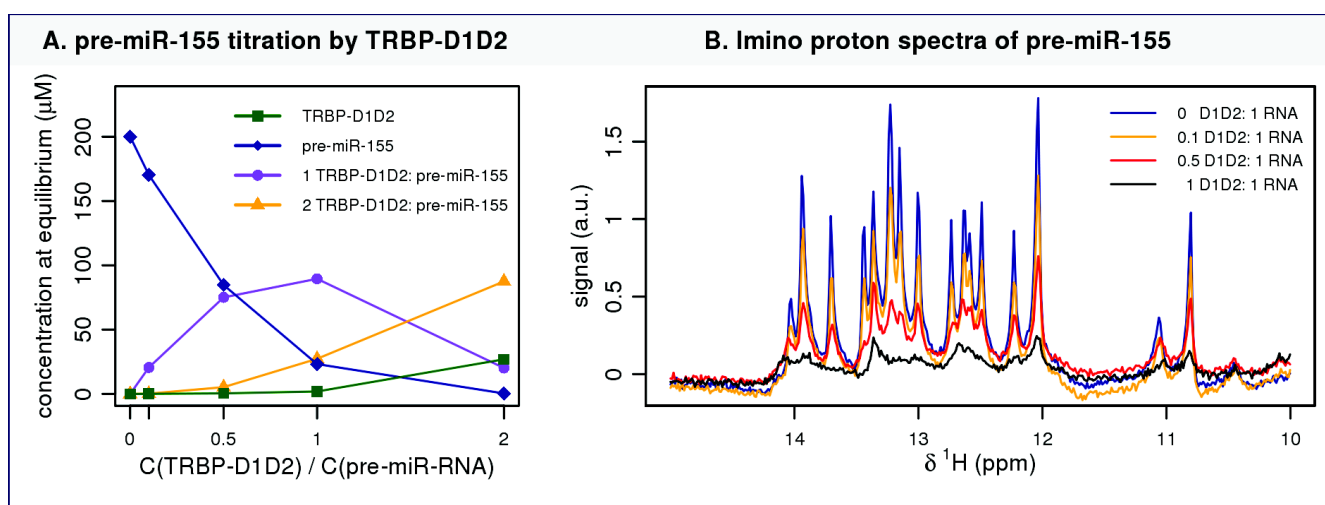 A. pre-miR-155 titration by TRBP-D1D2
concentration at equilibrium (μM)
200
150
100
50
0
TRBP-D1D2
pre-miR-155
1 TRBP-D1D2: pre-miR-155
2 TRBP-D1D2: pre-miR-155
0
0.5
1
2
C(TRBP-D1D2) / C(pre-miR-RNA)
B. Imino proton spectra of pre-miR-155
signal (a.u.)
1.5
1
0.5
0
0 D1D2: 1 RNA
0.1 D1D2: 1 RNA
0.5 D1D2: 1 RNA
1 D1D2: 1 RNA
14
13
12
11
10
δ ¹H (ppm)